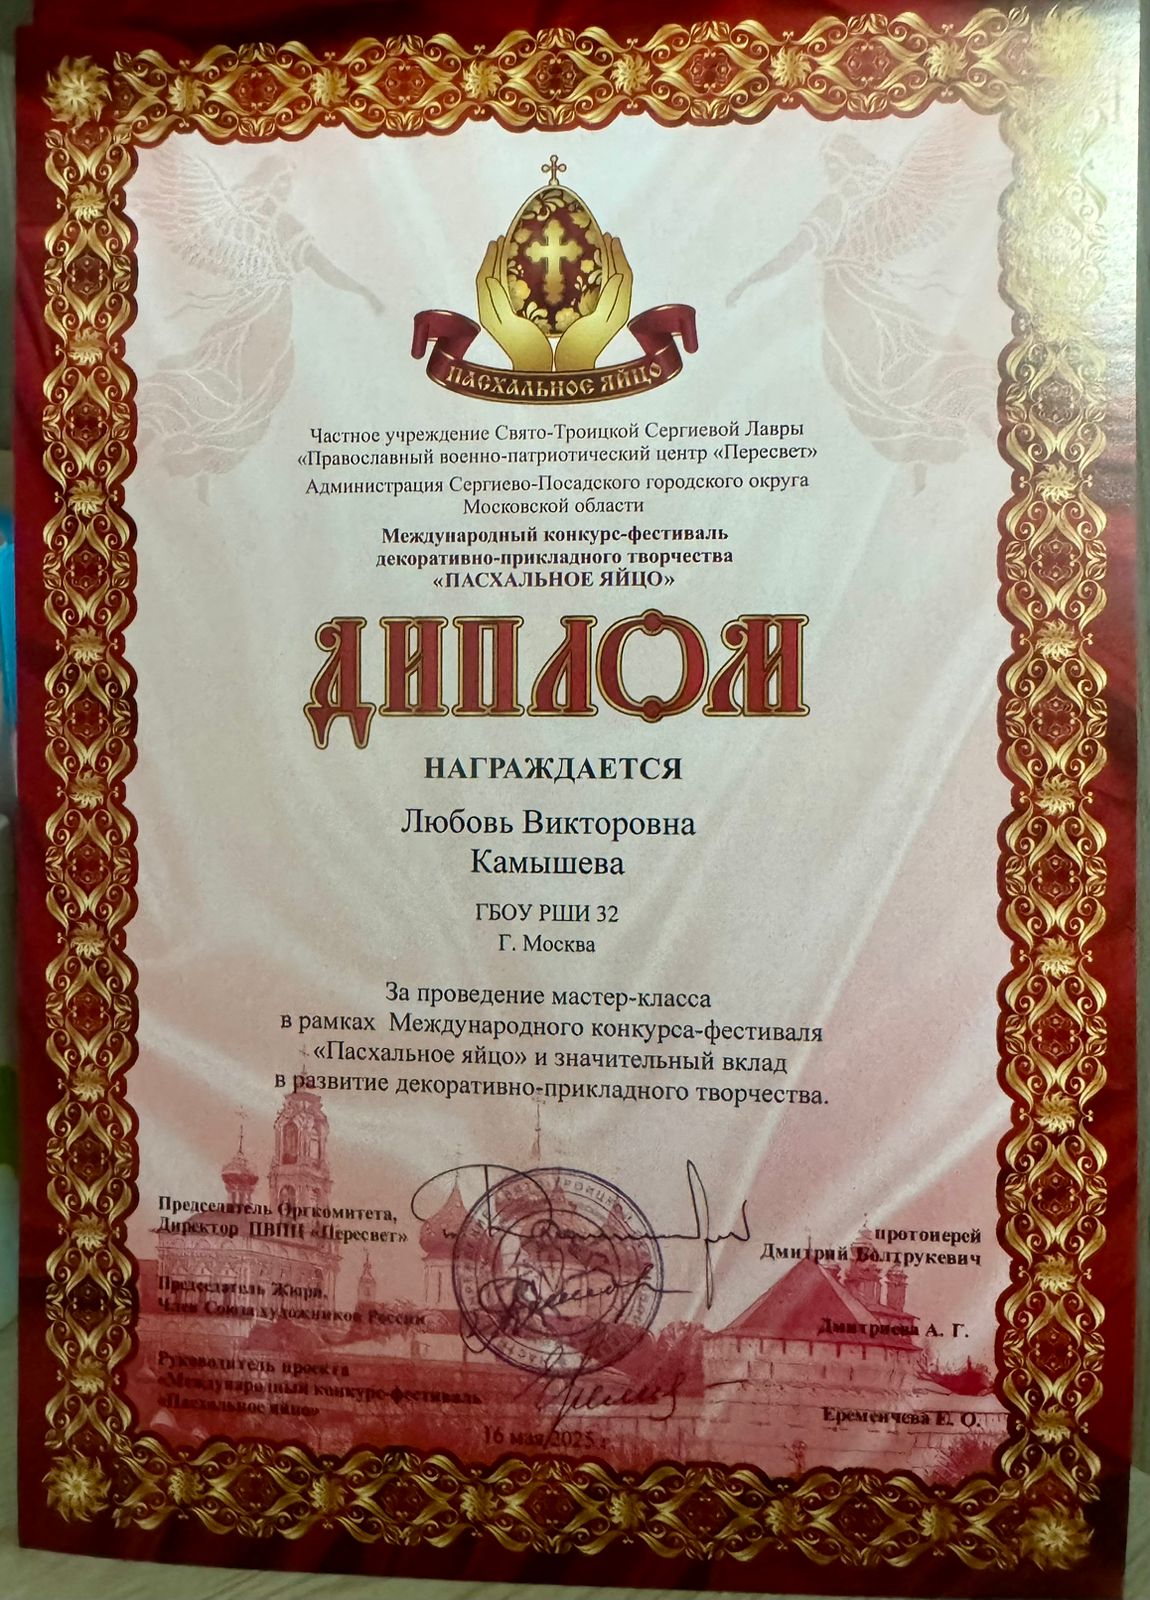 ПАСХАЛЬНОЕ ЯЙЦО
Частное учреждение Свято-Троицкой Сергиевой Лавры
«Православный военно-патриотический центр «Пересвет»
Администрация Сергиево-Посадского городского округа
Московской области
Международный конкурс-фестиваль
декоративно-прикладного творчества
«ПАСХАЛЬНОЕ ЯЙЦО»
ДИПЛОМ
НАГРАЖДАЕТСЯ
Любовь Викторовна
Камышева
ГБОУ РШИ 32
Г. Москва
За проведение мастер-класса
в рамках Международного конкурса-фестиваля
«Пасхальное яйцо» и значительный вклад
в развитие декоративно-прикладного творчества.
Председатель Оргкомитета,
Директор ПВПЦ «Пересвет»
протоиерей
Дмитрий Болтрукевич
Председатель Жюри,
Член Союза художников России
Дмитриева А. Г.
Руководитель проекта
«Международный конкурс-фестиваль
«Пасхальное яйцо»
Еременчева Е. О.
16 мая 2025 г.